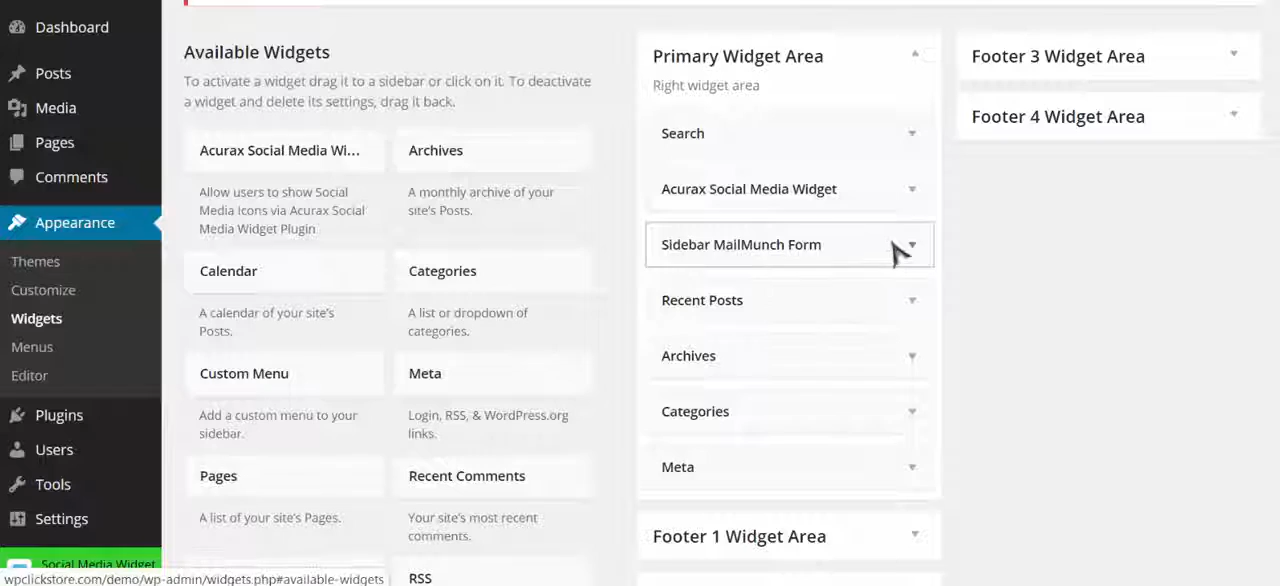 Dashboard
Posts
Media
Pages
Comments
Appearance
Themes
Customize
Widgets
Menus
Editor
Plugins
Users
Tools
Settings
Social Media Widget
wpclickstore.com/demo/wp-admin/widgets.php#available-widgets
Available Widgets
To activate a widget drag it to a sidebar or click on it. To deactivate
a widget and delete its settings, drag it back.
Acurax Social Media Wi...
Allow users to show Social
Media Icons via Acurax Social
Media Widget Plugin
Archives
A monthly archive of your
site's Posts.
Calendar
A calendar of your site's
Posts.
Categories
A list or dropdown of
categories.
Custom Menu
Add a custom menu to your
sidebar.
Meta
Login, RSS, & WordPress.org
links.
Pages
A list of your site's Pages.
Recent Comments
Your site's most recent
comments.
RSS
Primary Widget Area
Right widget area
Search
Acurax Social Media Widget
Sidebar MailMunch Form
Recent Posts
Archives
Categories
Meta
Footer 1 Widget Area
Footer 3 Widget Area
Footer 4 Widget Area